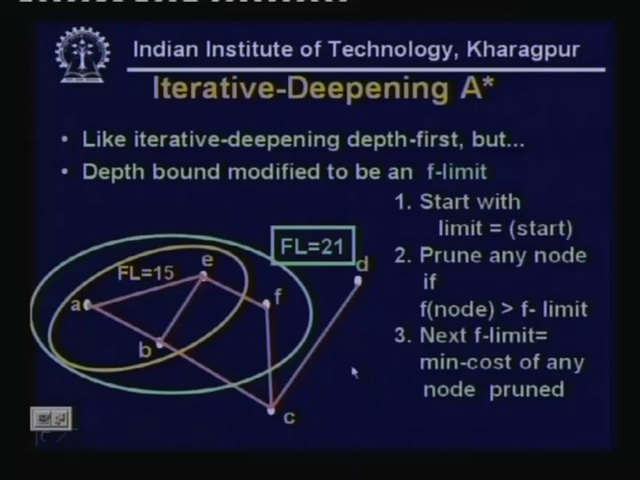 Indian Institute of Technology, Kharagpur
Iterative-Deepening A*
• Like iterative-deepening depth-first, but...
• Depth bound modified to be an f-limit
1. Start with
limit = (start)
2. Prune any node
if
f(node) > f- limit
3. Next f-limit=
min-cost of any
node pruned
FL=21
FL=15
a
b
e
f
d
c